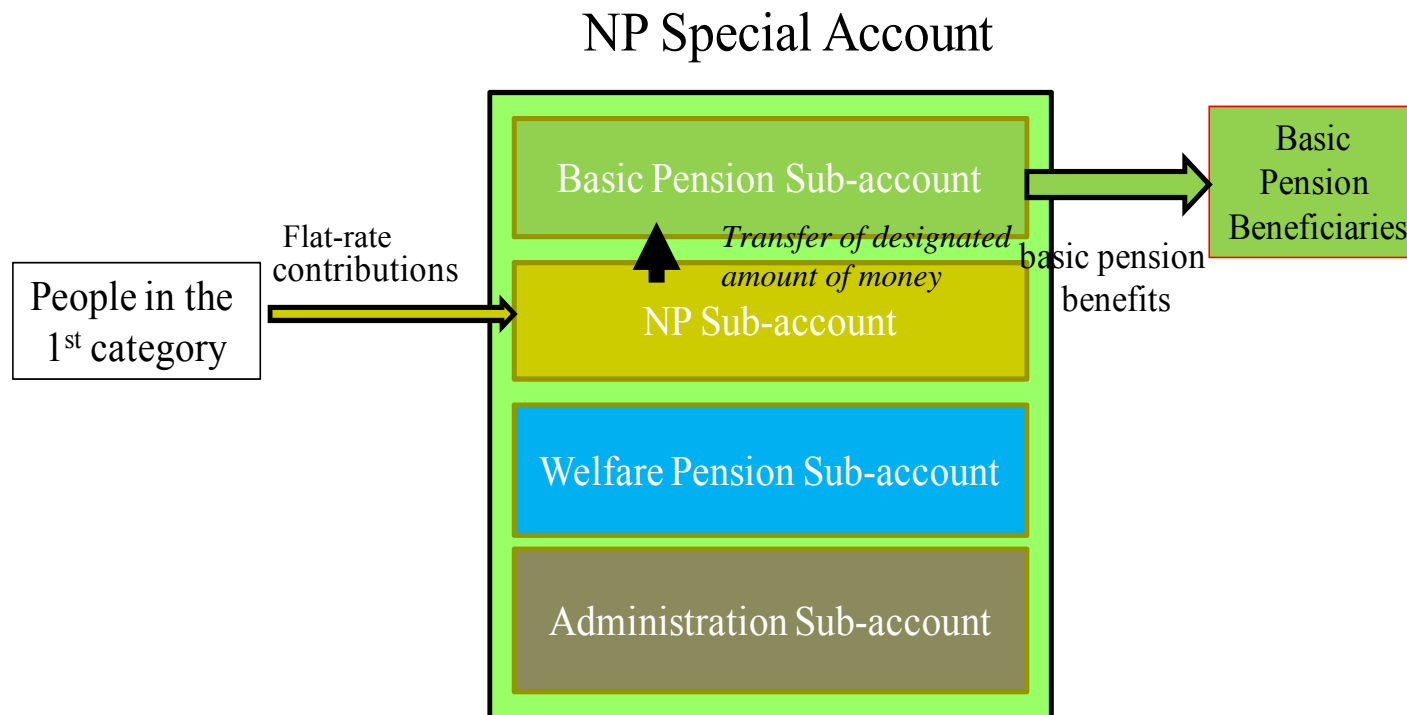 NP Special Account
Basic Pension Sub-account
Basic
Pension
Beneficiaries
Flat-rate
contributions
Transfer of designated
amount of money
basic pension
benefits
People in the
1st category
NP Sub-account
Welfare Pension Sub-account
Administration Sub-account